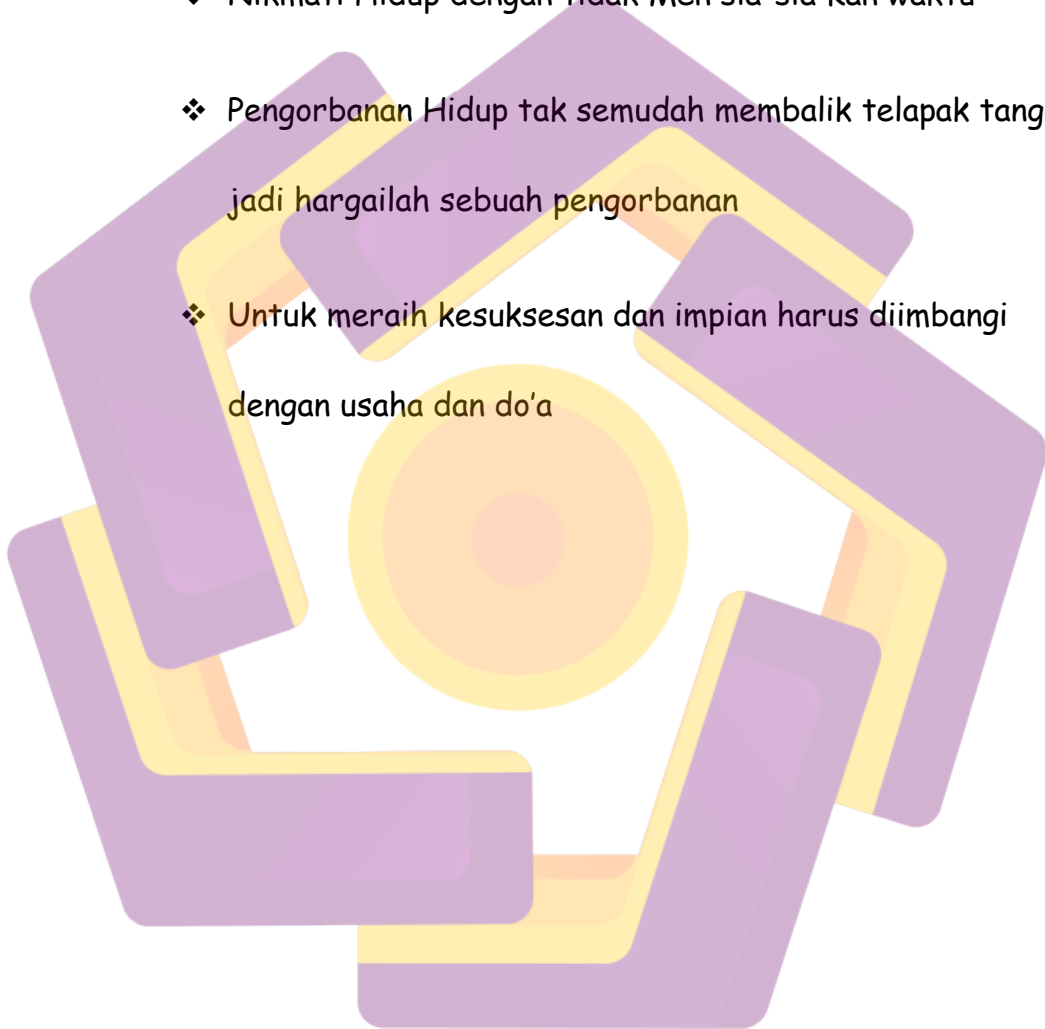 ❖ Nikmati Hidup dengan Tidak Men sia-sia kan waktu
❖ Pengorbanan Hidup tak semudah membalik telapak tang
jadi hargailah sebuah pengorbanan
❖ Untuk meraih kesuksesan dan impian harus diimbangi
dengan usaha dan do'a